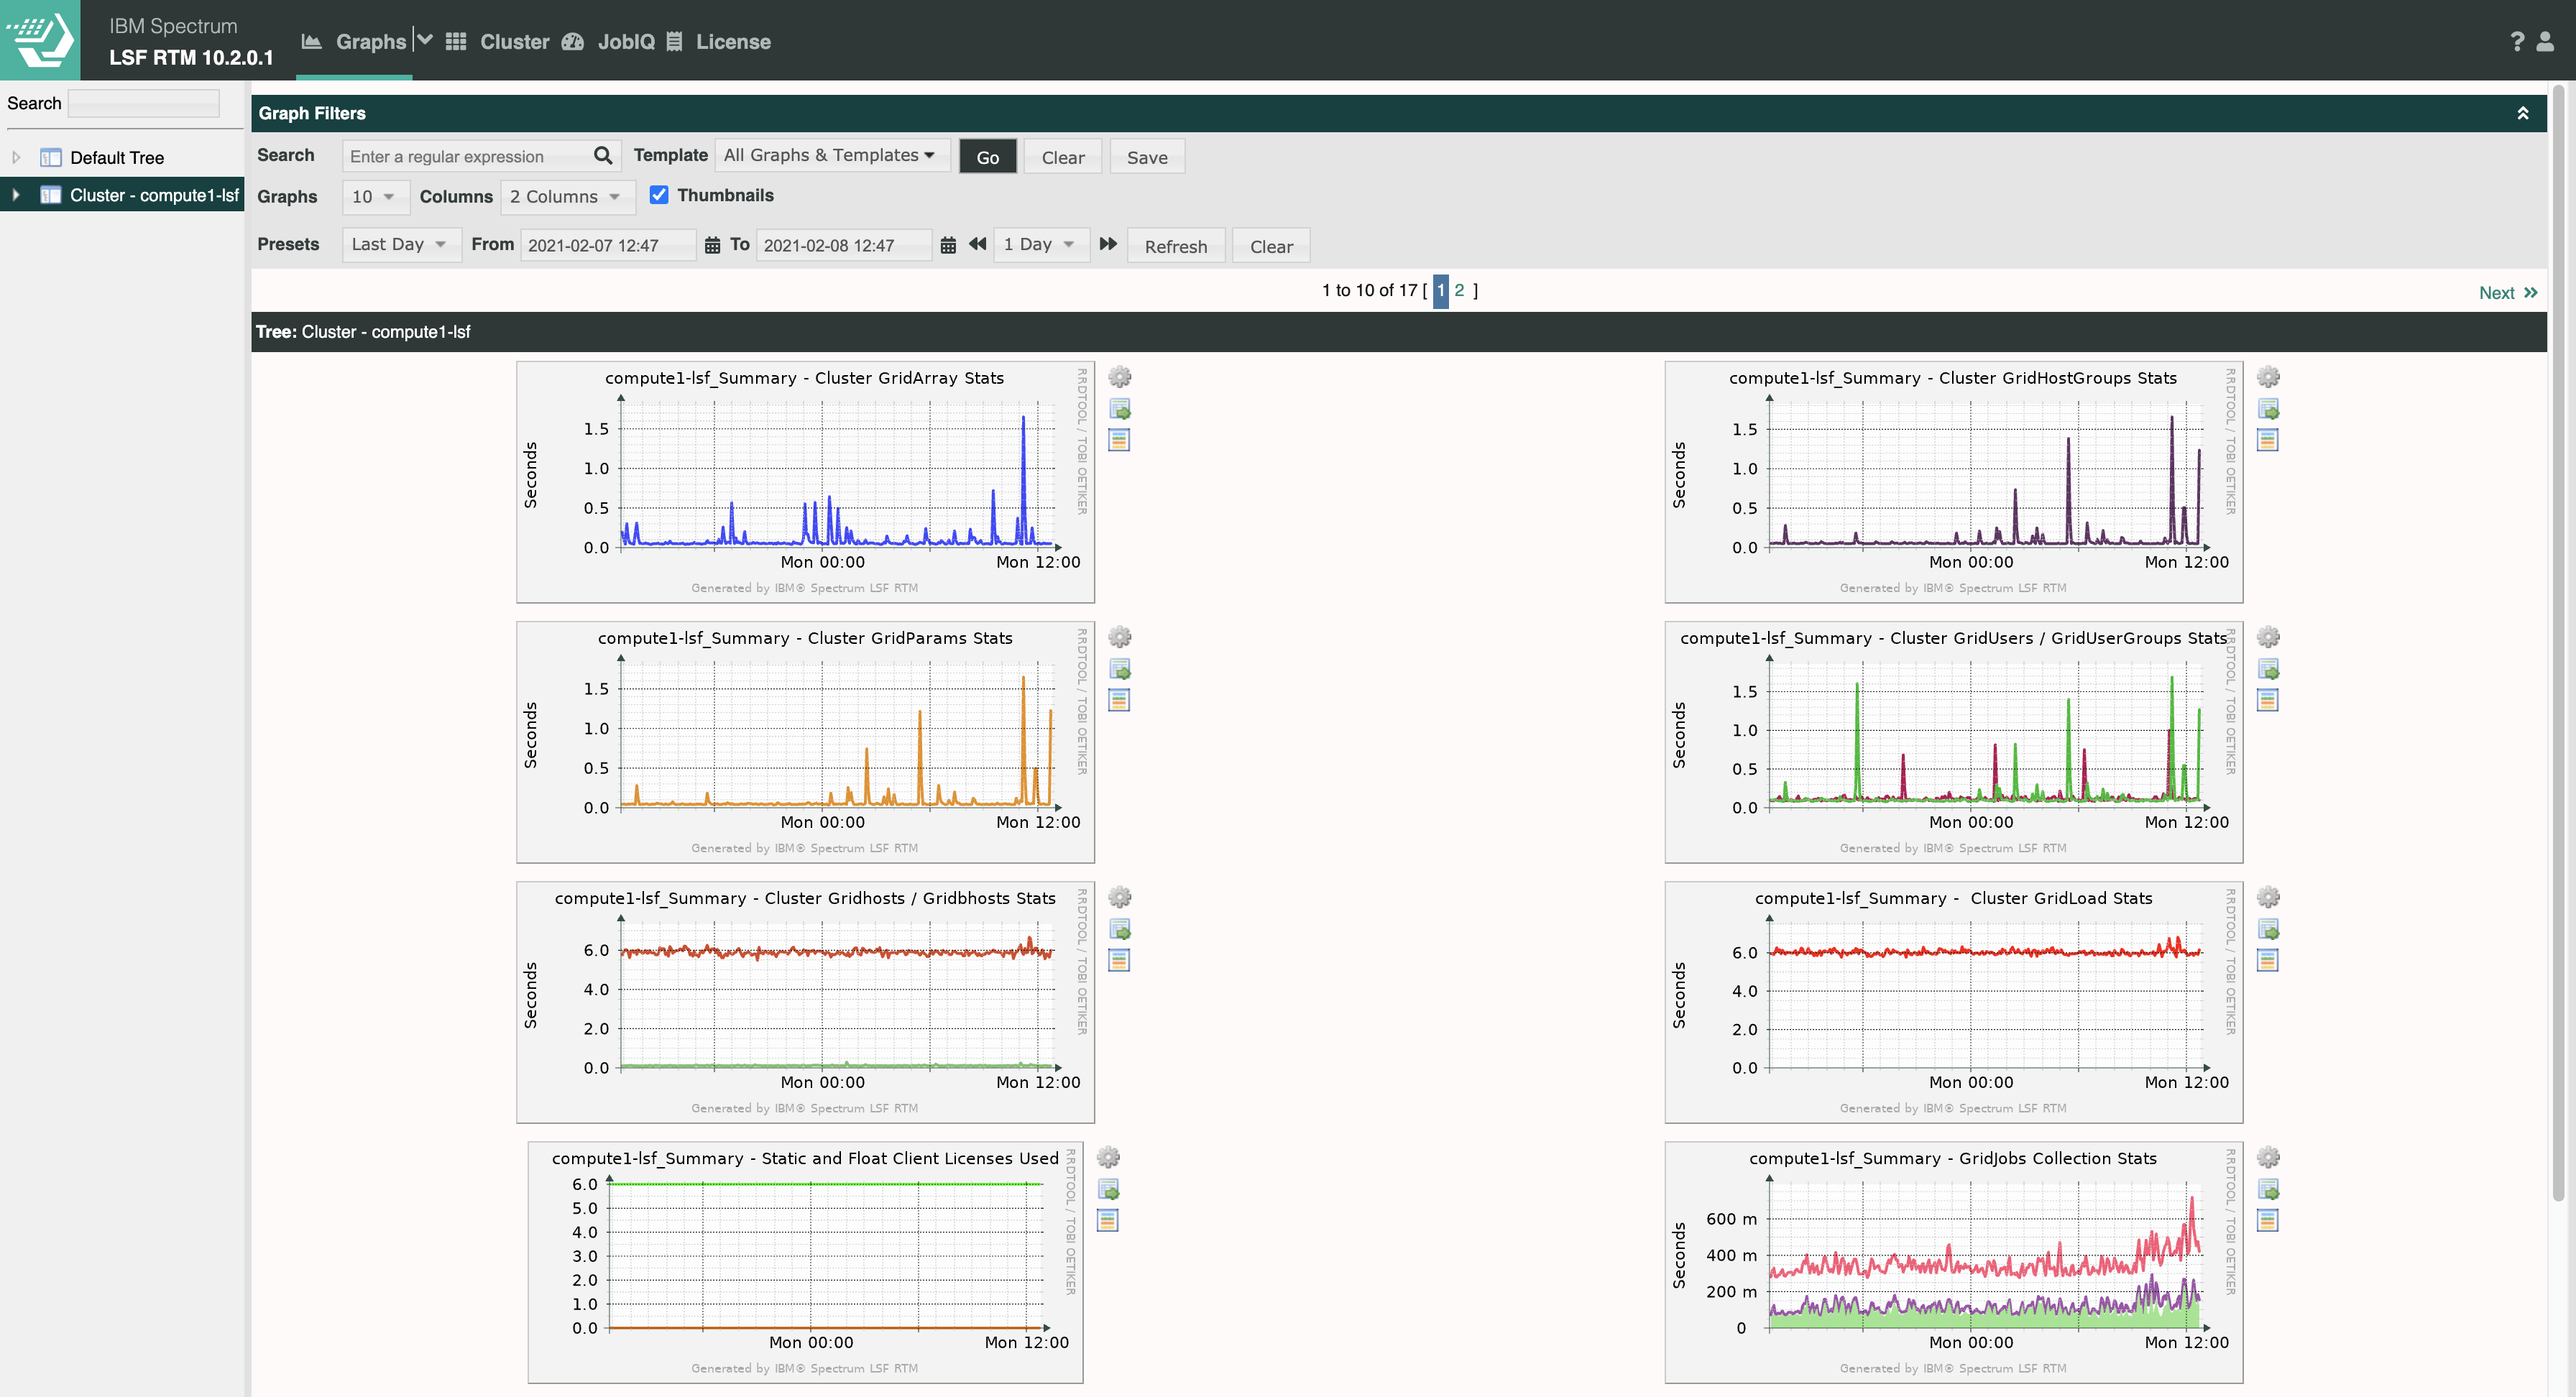 IBM Spectrum
LSF RTM 10.2.0.1
Graphs
Cluster
JobIQ
License
?
Search
Default Tree
Cluster - compute1-lsf
Graph Filters
Search Enter a regular expression Template All Graphs & Templates Go Clear Save
Graphs 10 Columns 2 Columns Thumbnails
Presets Last Day From 2021-02-07 12:47 To 2021-02-08 12:47 1 Day Refresh Clear
1 to 10 of 17 [ 1 2 ]
Next
Tree: Cluster - compute1-lsf
compute1-lsf_Summary - Cluster GridArray Stats
RRDTOOL / TOBI OETIKER
Seconds
1.5
1.0
0.5
0.0
Mon 00:00 Mon 12:00
Generated by IBM® Spectrum LSF RTM
compute1-lsf_Summary - Cluster GridHostGroups Stats
RRDTOOL / TOBI OETIKER
Seconds
1.5
1.0
0.5
0.0
Mon 00:00 Mon 12:00
Generated by IBM® Spectrum LSF RTM
compute1-lsf_Summary - Cluster GridParams Stats
RRDTOOL / TOBI OETIKER
Seconds
1.5
1.0
0.5
0.0
Mon 00:00 Mon 12:00
Generated by IBM® Spectrum LSF RTM
compute1-lsf_Summary - Cluster GridUsers / GridUserGroups Stats
RRDTOOL / TOBI OETIKER
Seconds
1.5
1.0
0.5
0.0
Mon 00:00 Mon 12:00
Generated by IBM® Spectrum LSF RTM
compute1-lsf_Summary - Cluster Gridhosts / Gridbhosts Stats
RRDTOOL / TOBI OETIKER
Seconds
6.0
4.0
2.0
0.0
Mon 00:00 Mon 12:00
Generated by IBM® Spectrum LSF RTM
compute1-lsf_Summary - Cluster GridLoad Stats
RRDTOOL / TOBI OETIKER
Seconds
6.0
4.0
2.0
0.0
Mon 00:00 Mon 12:00
Generated by IBM® Spectrum LSF RTM
compute1-lsf_Summary - Static and Float Client Licenses Used
RRDTOOL / TOBI OETIKER
6.0
5.0
4.0
3.0
2.0
1.0
0.0
Mon 00:00 Mon 12:00
Generated by IBM® Spectrum LSF RTM
compute1-lsf_Summary - GridJobs Collection Stats
RRDTOOL / TOBI OETIKER
Seconds
600 m
400 m
200 m
0
Mon 00:00 Mon 12:00
Generated by IBM® Spectrum LSF RTM